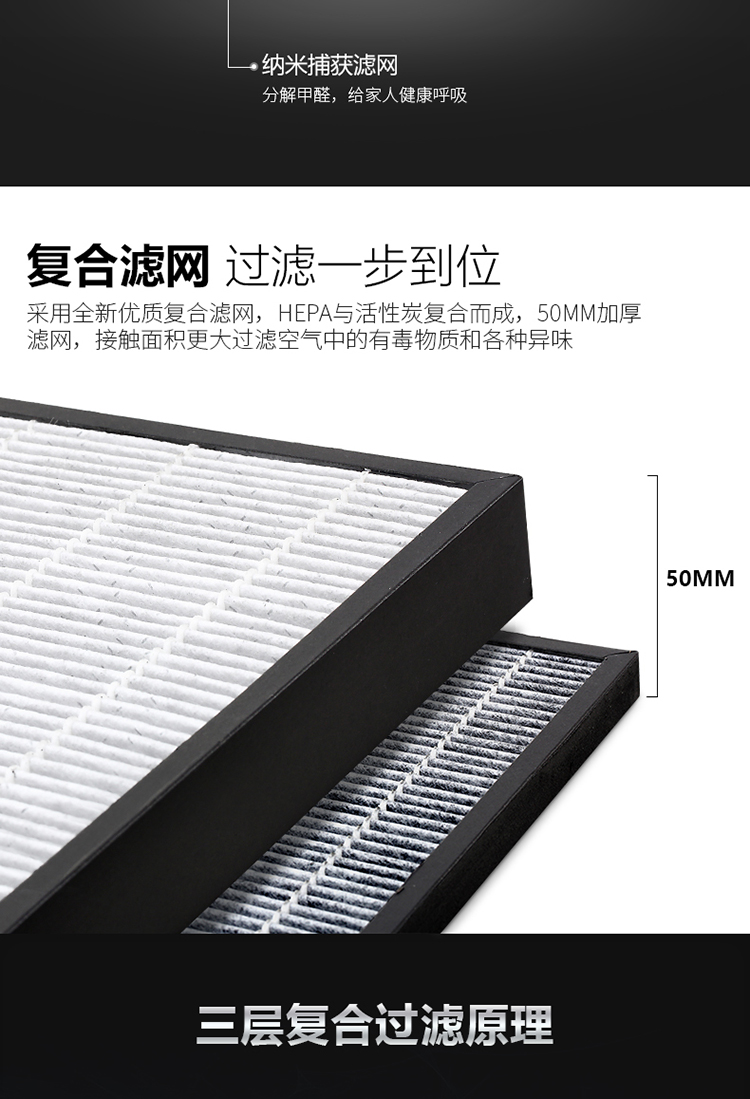 纳米捕获滤网
分解甲醛，给家人健康呼吸
复合滤网 过滤一步到位
采用全新优质复合滤网，HEPA与活性炭复合而成，50MM加厚
滤网，接触面积更大过滤空气中的有毒物质和各种异味
50MM
三层复合过滤原理